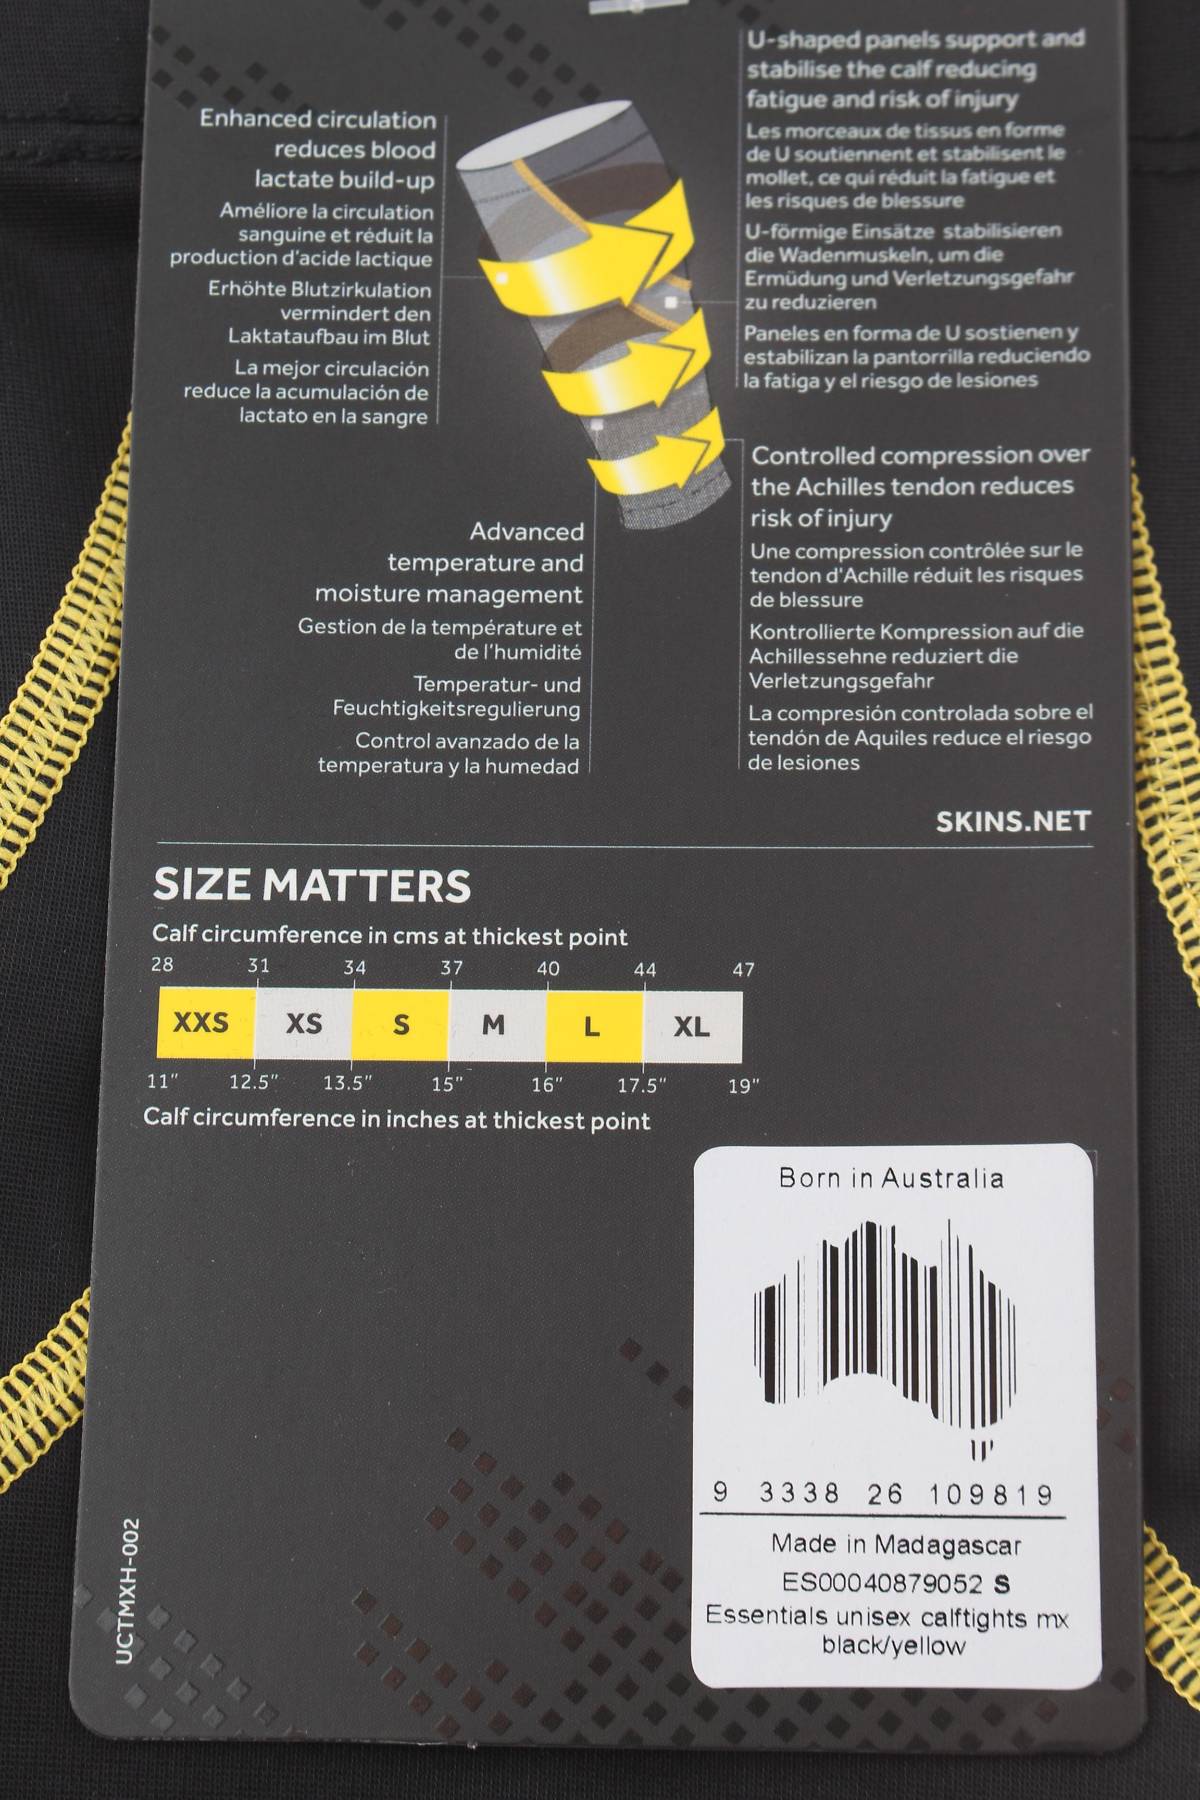 Enhanced circulation
reduces blood
lactate build-up
Améliore la circulation
sanguine et réduit la
production d'acide lactique
Erhöhte Blutzirkulation
vermindert den
Laktataufbau im Blut
La mejor circulación
reduce la acumulación de
lactato en la sangre
U-shaped panels support and
stabilise the calf reducing
fatigue and risk of injury
Les morceaux de tissus en forme
de U soutiennent et stabilisent le
mollet, ce qui réduit la fatigue et
les risques de blessure
U-förmige Einsätze stabilisieren
die Wadenmuskeln, um die
Ermüdung und Verletzungsgefahr
zu reduzieren
Paneles en forma de U sostienen y
estabilizan la pantorrilla reduciendo
la fatiga y el riesgo de lesiones
Advanced
temperature and
moisture management
Gestion de la température et
de l'humidité
Temperatur- und
Feuchtigkeitsregulierung
Control avanzado de la
temperatura y la humedad
Controlled compression over
the Achilles tendon reduces
risk of injury
Une compression contrôlée sur le
tendon d'Achille réduit les risques
de blessure
Kontrollierte Kompression auf die
Achillessehne reduziert die
Verletzungsgefahr
La compresión controlada sobre el
tendón de Aquiles reduce el riesgo
de lesiones
SKINS.NET
SIZE MATTERS
Calf circumference in cms at thickest point
28 31 34 37 40 44 47
XXS XS S M L XL
11" 12.5" 13.5" 15" 16" 17.5" 19"
Calf circumference in inches at thickest point
Born in Australia
9 3338 26 109819
Made in Madagascar
ES00040879052 S
Essentials unisex calftights mx
black/yellow
UCTMXH-002